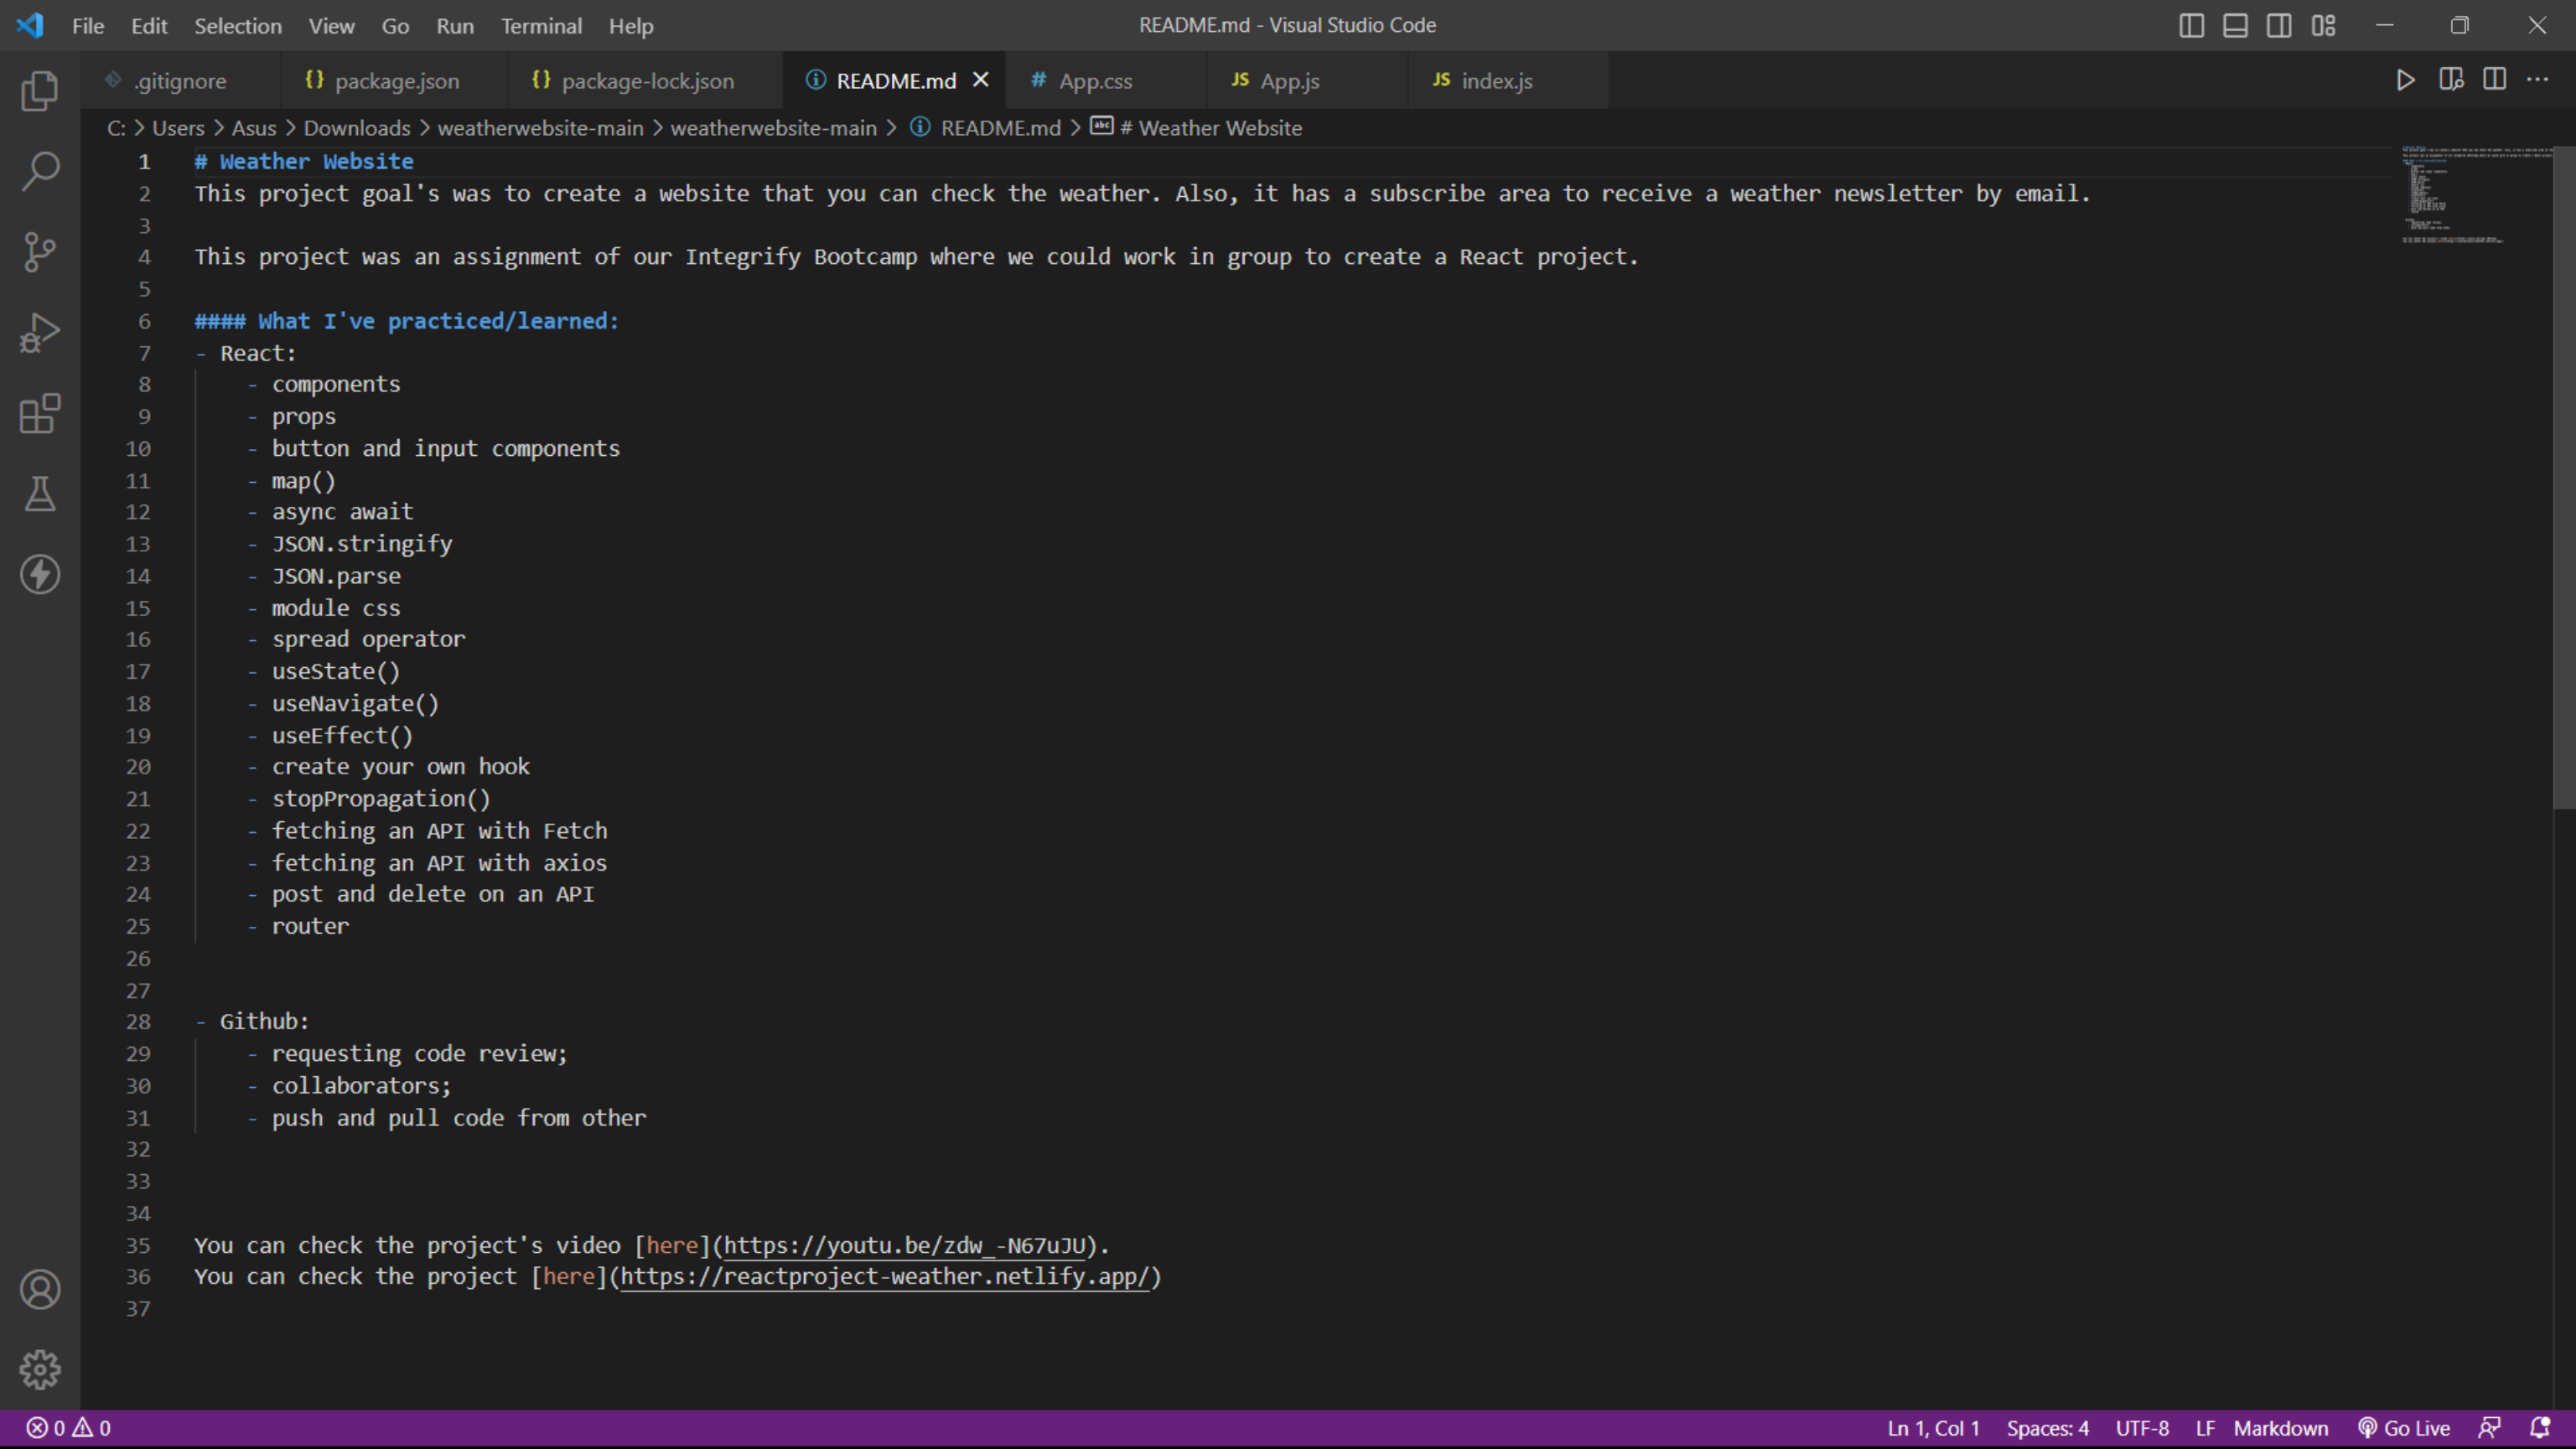 File Edit Selection View Go Run Terminal Help README.md - Visual Studio Code
.gitignore {} package.json {} package-lock.json README.md # App.css JS App.js JS index.js
C: > Users > Asus > Downloads > weatherwebsite-main > weatherwebsite-main > README.md > abc # Weather Website
1 # Weather Website
2 This project goal's was to create a website that you can check the weather. Also, it has a subscribe area to receive a weather newsletter by email.
3
4 This project was an assignment of our Integrify Bootcamp where we could work in group to create a React project.
5
6 #### What I've practiced/learned:
7 - React:
8 - components
9 - props
10 - button and input components
11 - map()
12 - async await
13 - JSON.stringify
14 - JSON.parse
15 - module css
16 - spread operator
17 - useState()
18 - useNavigate()
19 - useEffect()
20 - create your own hook
21 - stopPropagation()
22 - fetching an API with Fetch
23 - fetching an API with axios
24 - post and delete on an API
25 - router
26
27
28 - Github:
29 - requesting code review;
30 - collaborators;
31 - push and pull code from other
32
33
34
35 You can check the project's video [here](https://youtu.be/zdw_-N67uJU).
36 You can check the project [here](https://reactproject-weather.netlify.app/)
37
0 0 Ln 1, Col 1 Spaces: 4 UTF-8 LF Markdown Go Live